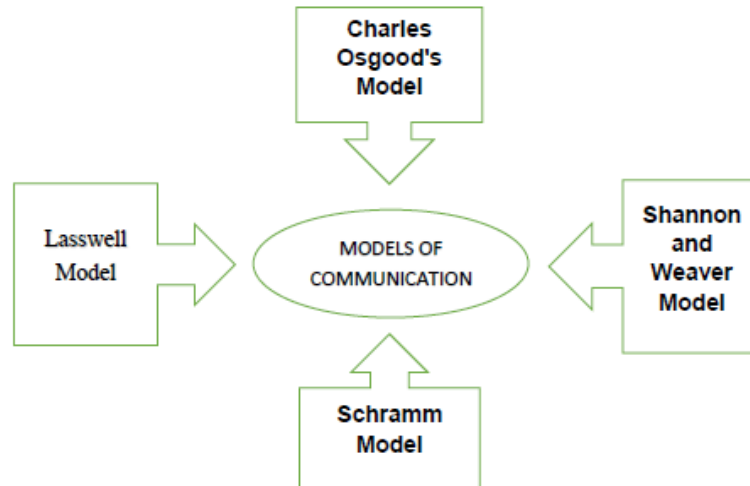 Charles
Osgood's
Model
Lasswell
Model
MODELS OF
COMMUNICATION
Shannon
and
Weaver
Model
Schramm
Model